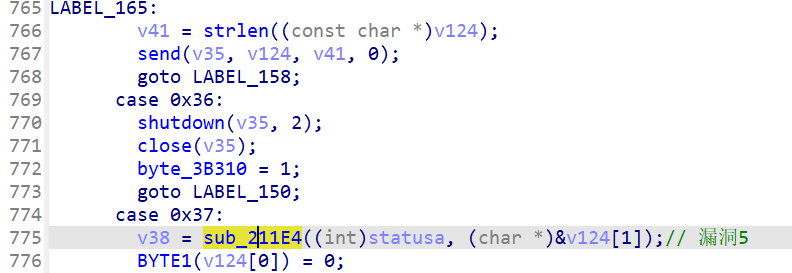 765 LABEL_165:
766 v41 = strlen((const char *)v124);
767 send(v35, v124, v41, 0);
768 goto LABEL_158;
769 case 0x36:
770 shutdown(v35, 2);
771 close(v35);
772 byte_3B310 = 1;
773 goto LABEL_150;
774 case 0x37:
775 v38 = sub_211E4((int)statusa, (char *)&v124[1]);// 漏洞5
776 BYTE1(v124[0]) = 0;